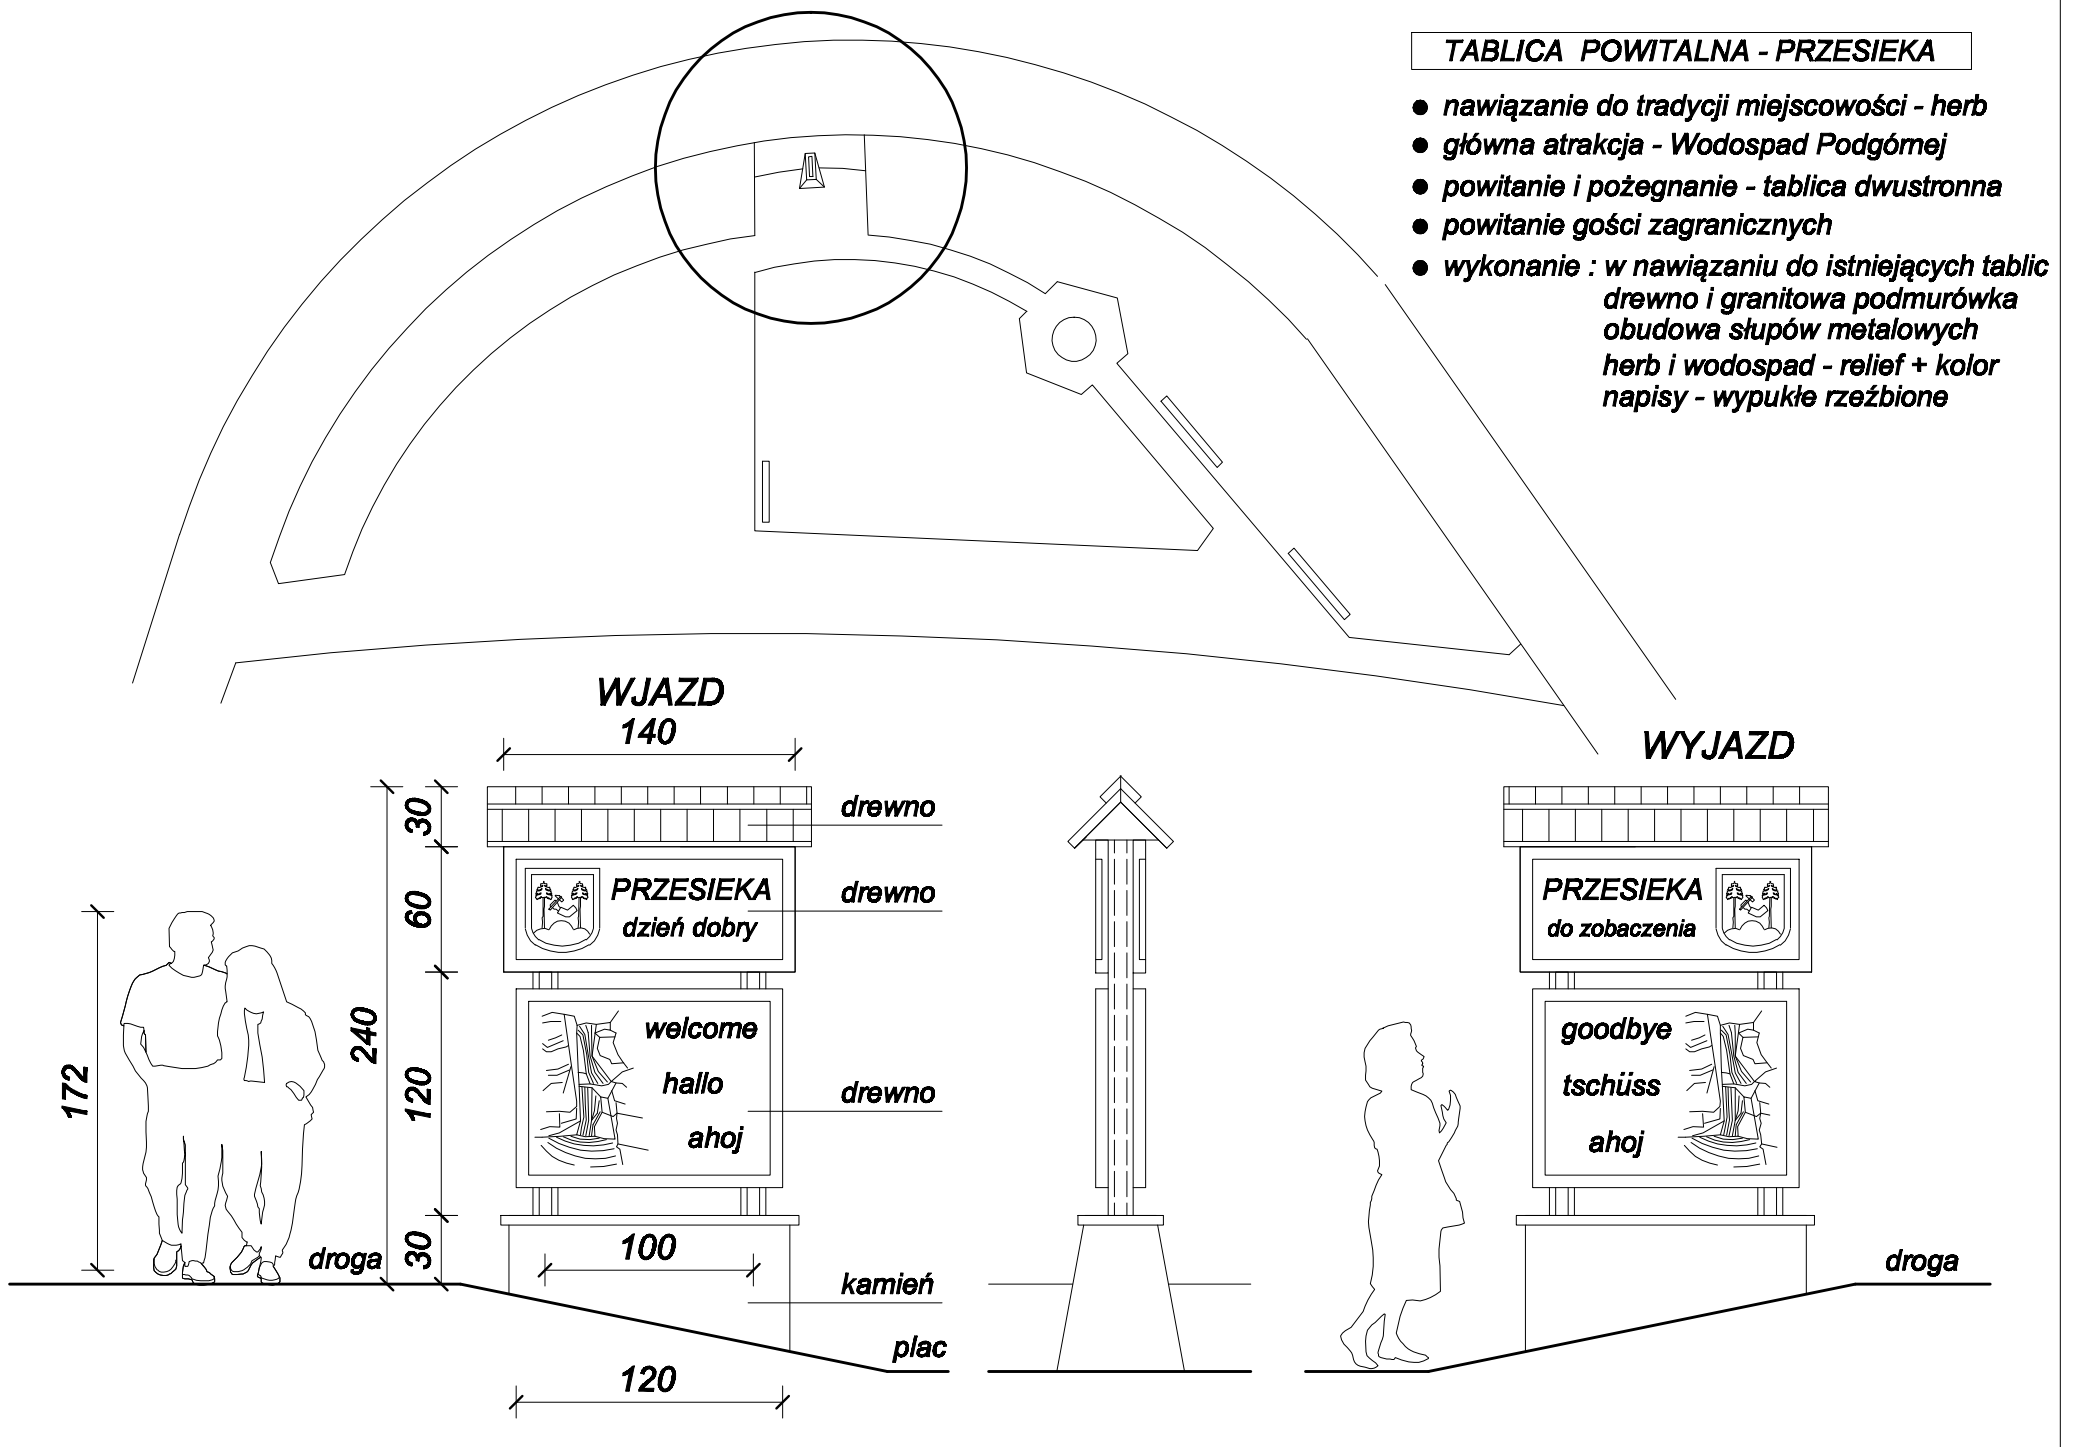 TABLICA POWITALNA - PRZESIEKA
● nawiązanie do tradycji miejscowości - herb
● główna atrakcja - Wodospad Podgórnej
● powitanie i pożegnanie - tablica dwustronna
● powitanie gości zagranicznych
● wykonanie : w nawiązaniu do istniejących tablic
drewno i granitowa podmurówka
obudowa słupów metalowych
herb i wodospad - relief + kolor
napisy - wypukłe rzeźbione
WJAZD
140
WYJAZD
30
drewno
60
PRZESIEKA
dzień dobry
drewno
PRZESIEKA
do zobaczenia
172
240
120
welcome
hallo
ahoj
drewno
goodbye
tschüss
ahoj
droga
30
100
kamień
plac
droga
120